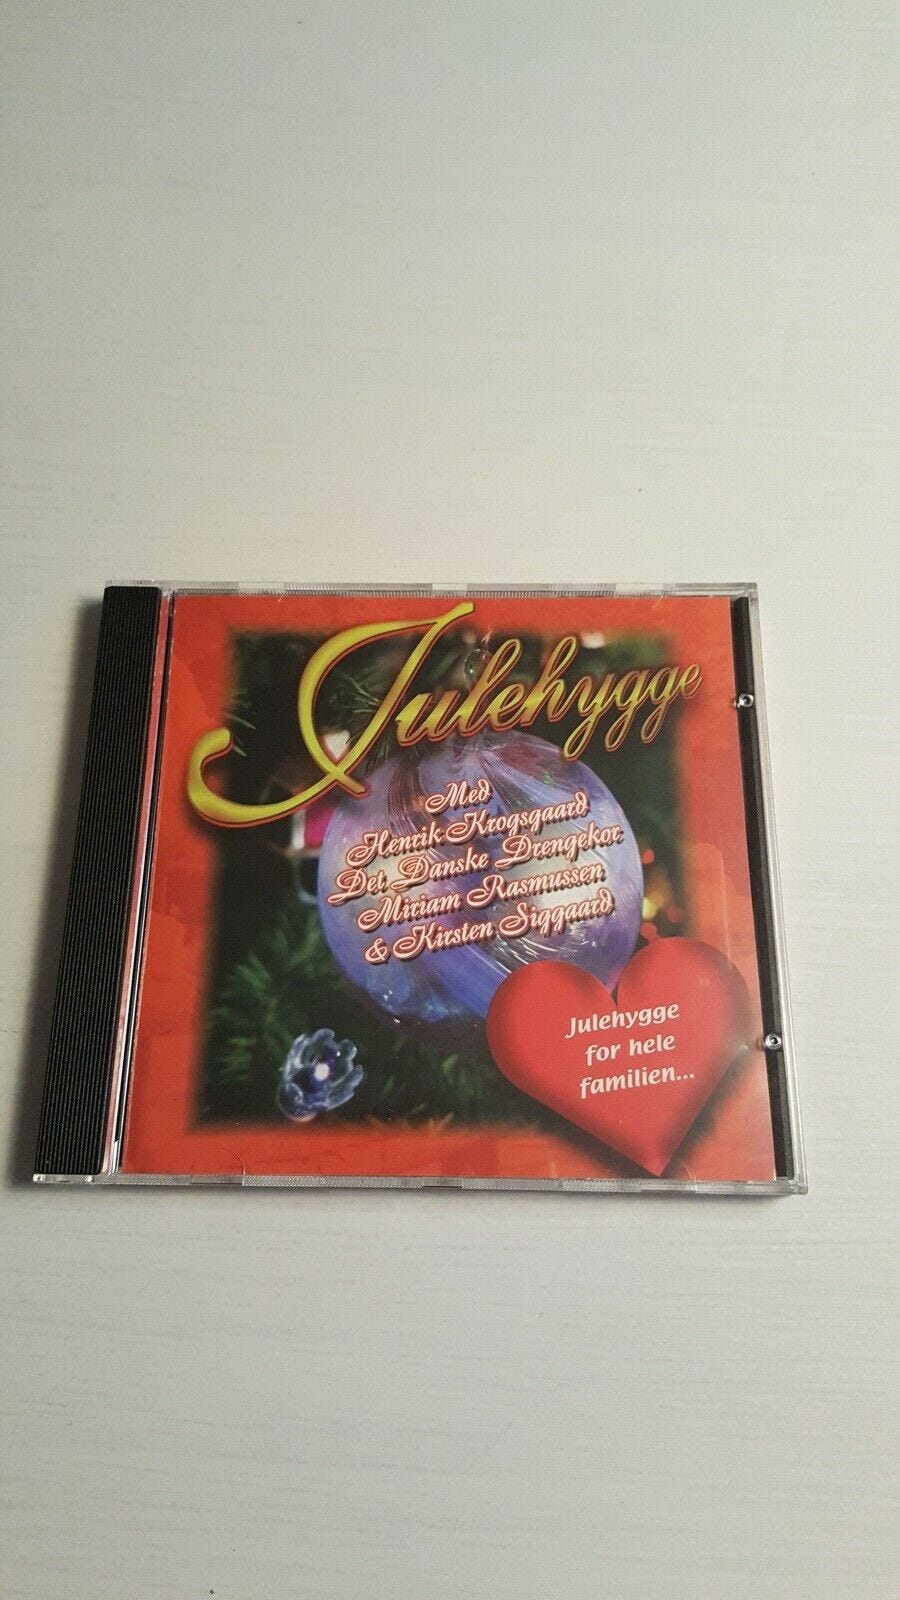 Julehygge
Med
Henrik Krogsgaard
Det Danske Drengekor
Miriam Rasmussen
& Kirsten Siggaard
Julehygge
for hele
familien...